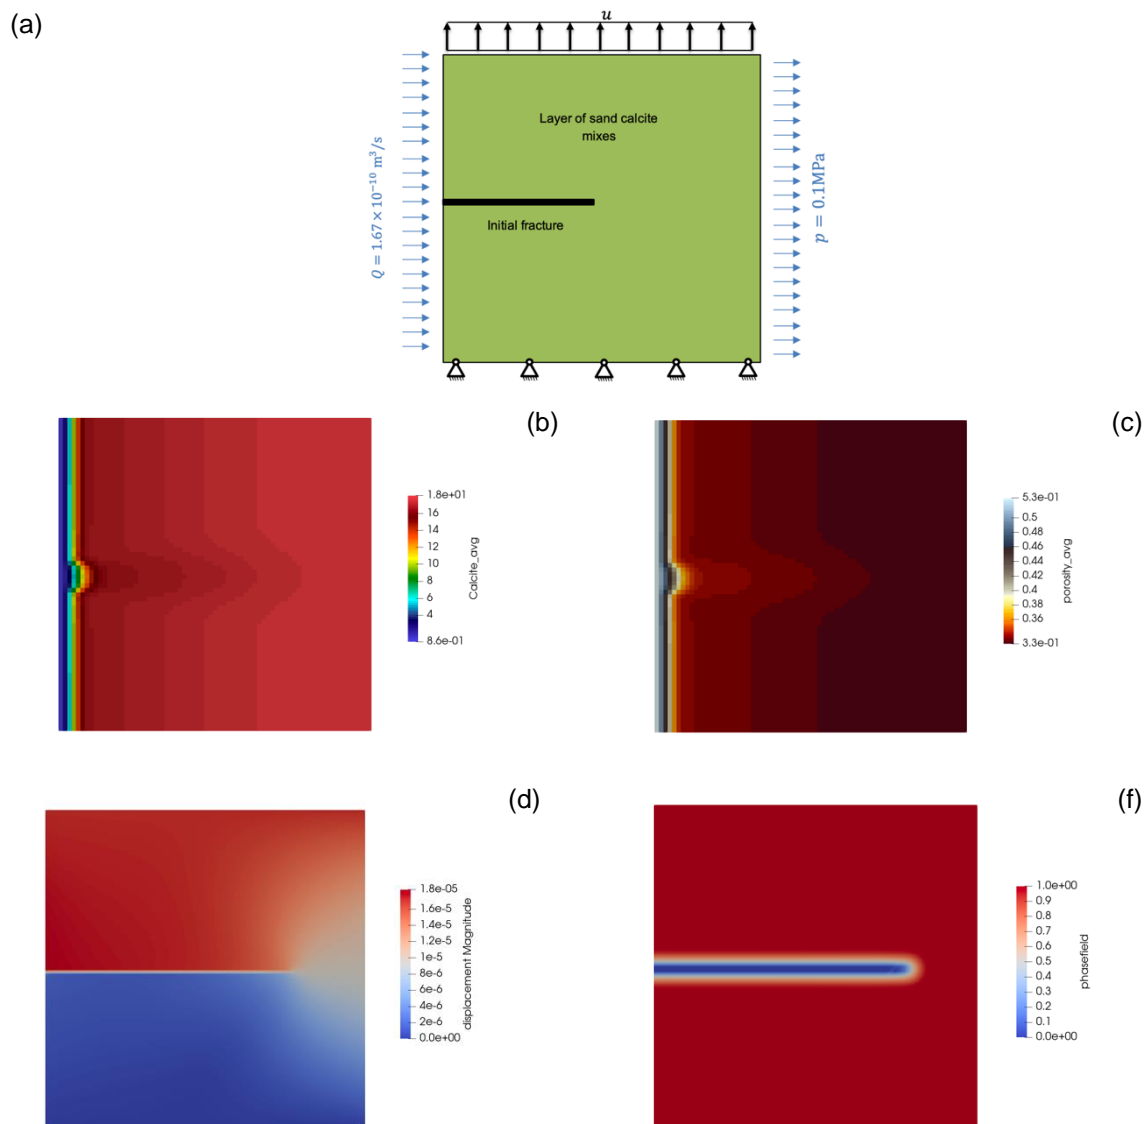 (a)
u
Q = 1.67 × 10⁻¹⁰ m³/s
Layer of sand calcite
mixes
Initial fracture
p = 0.1MPa
(b)
1.8e+01
16
14
12
10
8
6
4
8.6e-01
Calcite_avg
(c)
5.3e-01
0.5
0.48
0.46
0.44
0.42
0.4
0.38
0.36
3.3e-01
porosity_avg
(d)
1.8e-05
1.6e-5
1.4e-5
1.2e-5
1e-5
8e-6
6e-6
4e-6
2e-6
0.0e+00
displacement Magnitude
(f)
1.0e+00
0.9
0.8
0.7
0.6
0.5
0.4
0.3
0.2
0.1
0.0e+00
phasefield